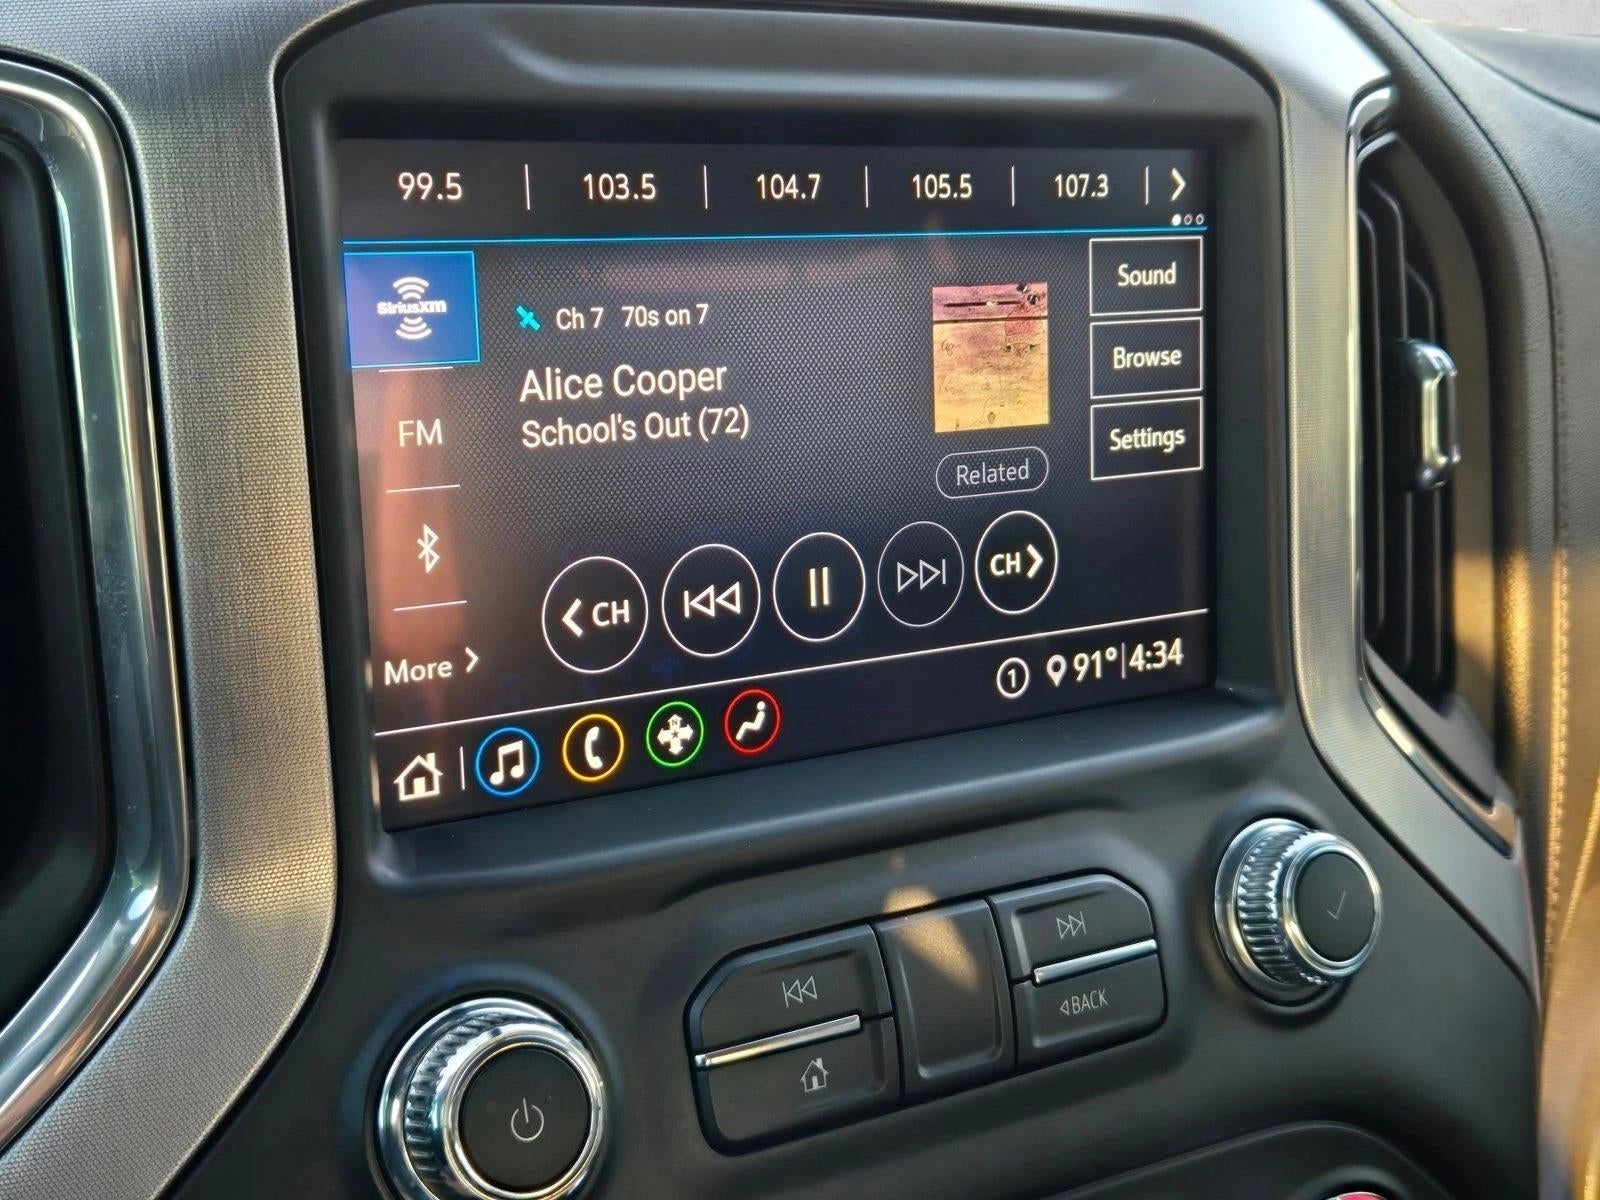 99.5 | 103.5 | 104.7 | 105.5 | 107.3 |
SiriusXM
Ch 7 70s on 7
Alice Cooper
School's Out (72)
Related
Sound
Browse
Settings
FM
More
CH
CH
1 91° | 4:34
N
BACK